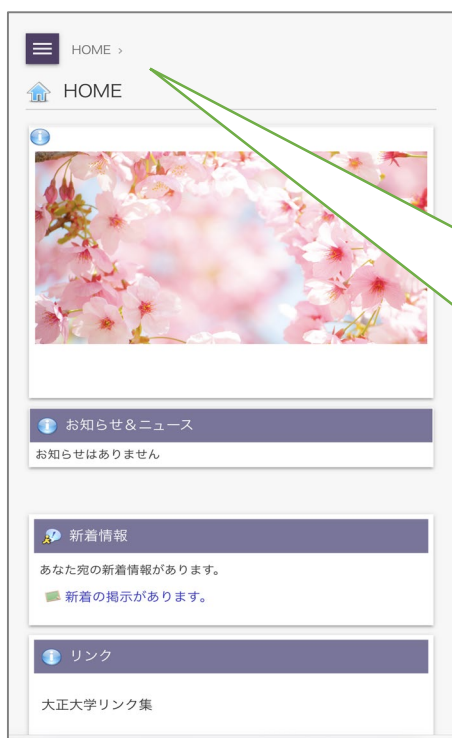 HOME ›
HOME
お知らせ＆ニュース
お知らせはありません
新着情報
あなた宛の新着情報があります。
新着の掲示があります。
リンク
大正大学リンク集